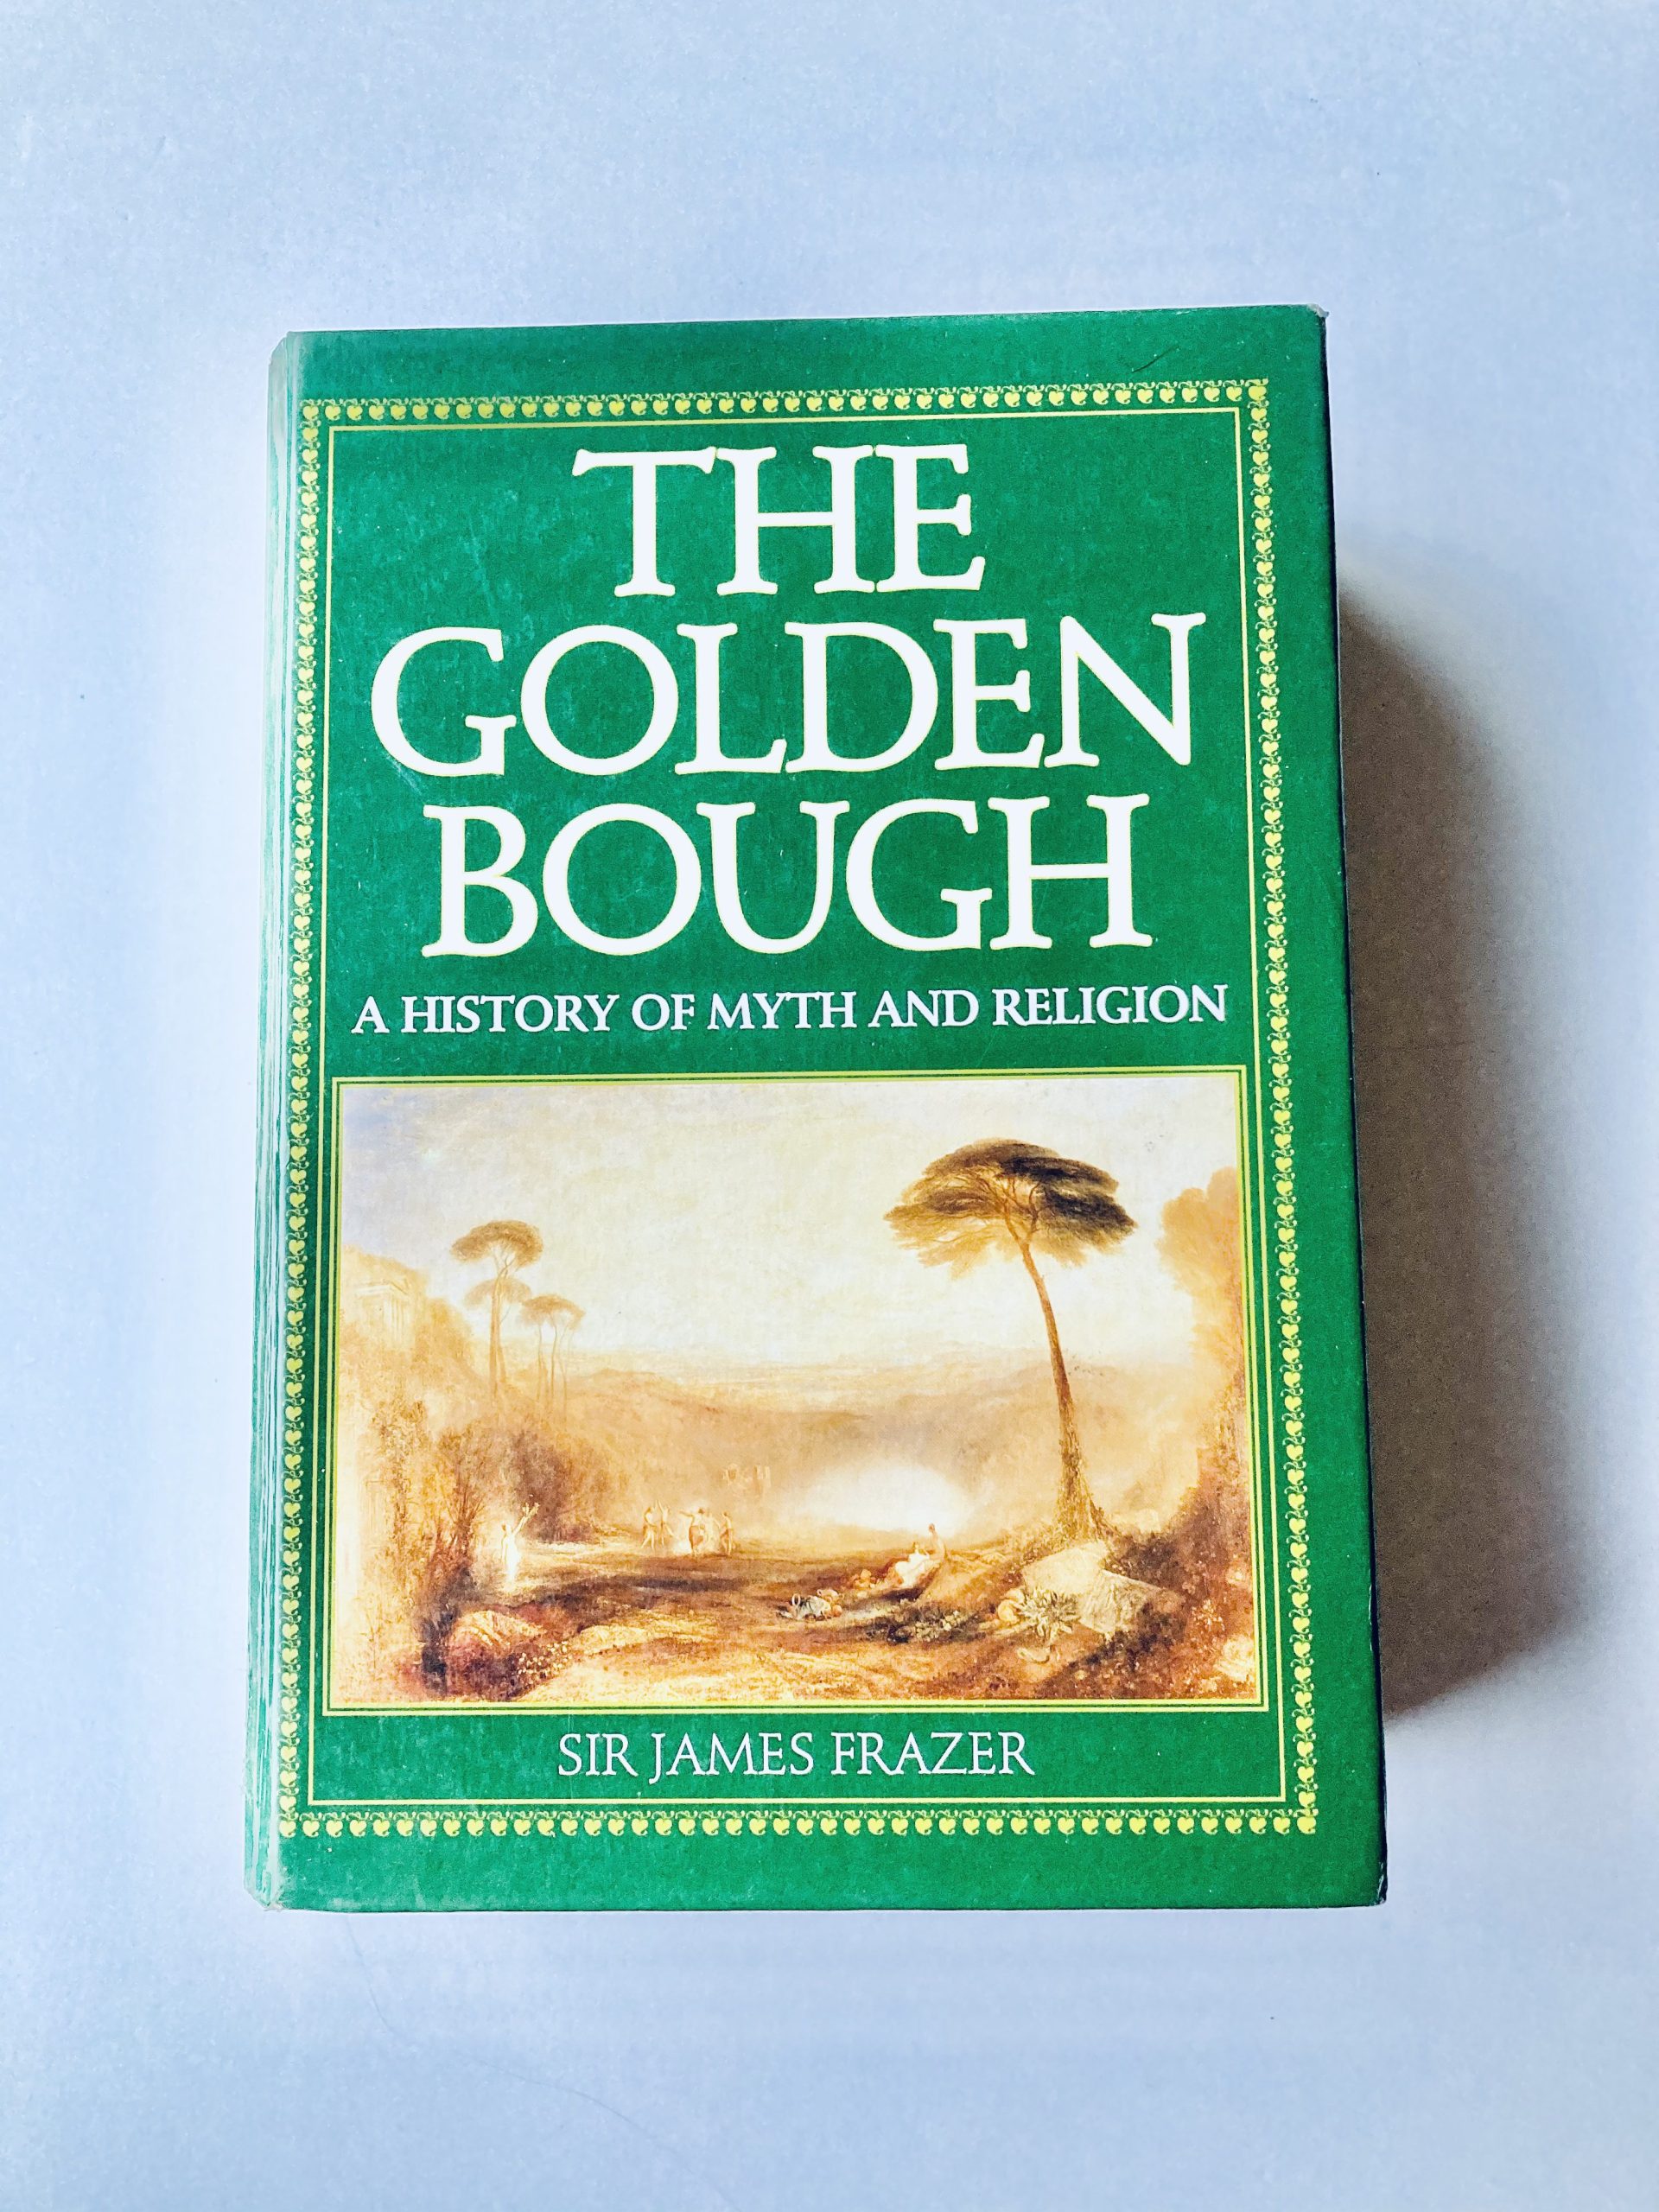 THE
GOLDEN
BOUGH
A HISTORY OF MYTH AND RELIGION
SIR JAMES FRAZER